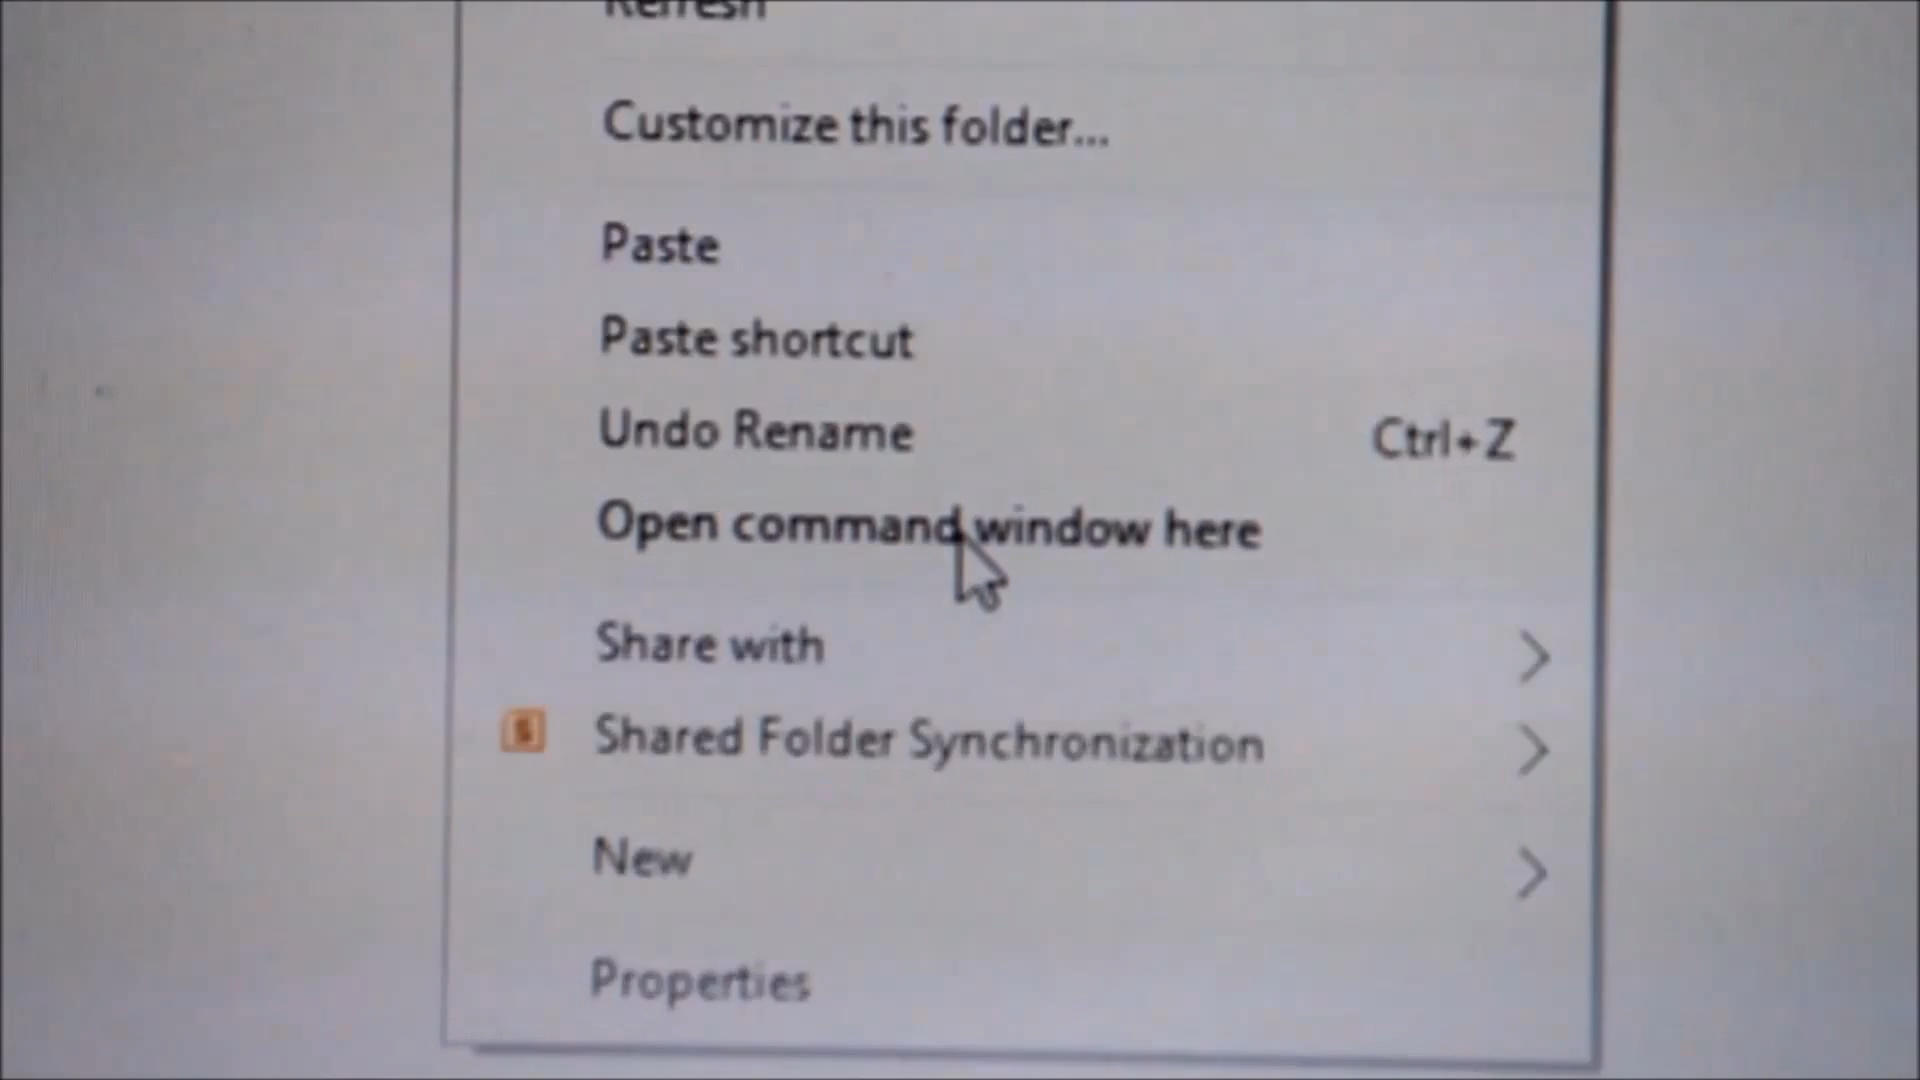 Refresh
Customize this folder...
Paste
Paste shortcut
Undo Rename Ctrl+Z
Open command window here
Share with
Shared Folder Synchronization
New
Properties